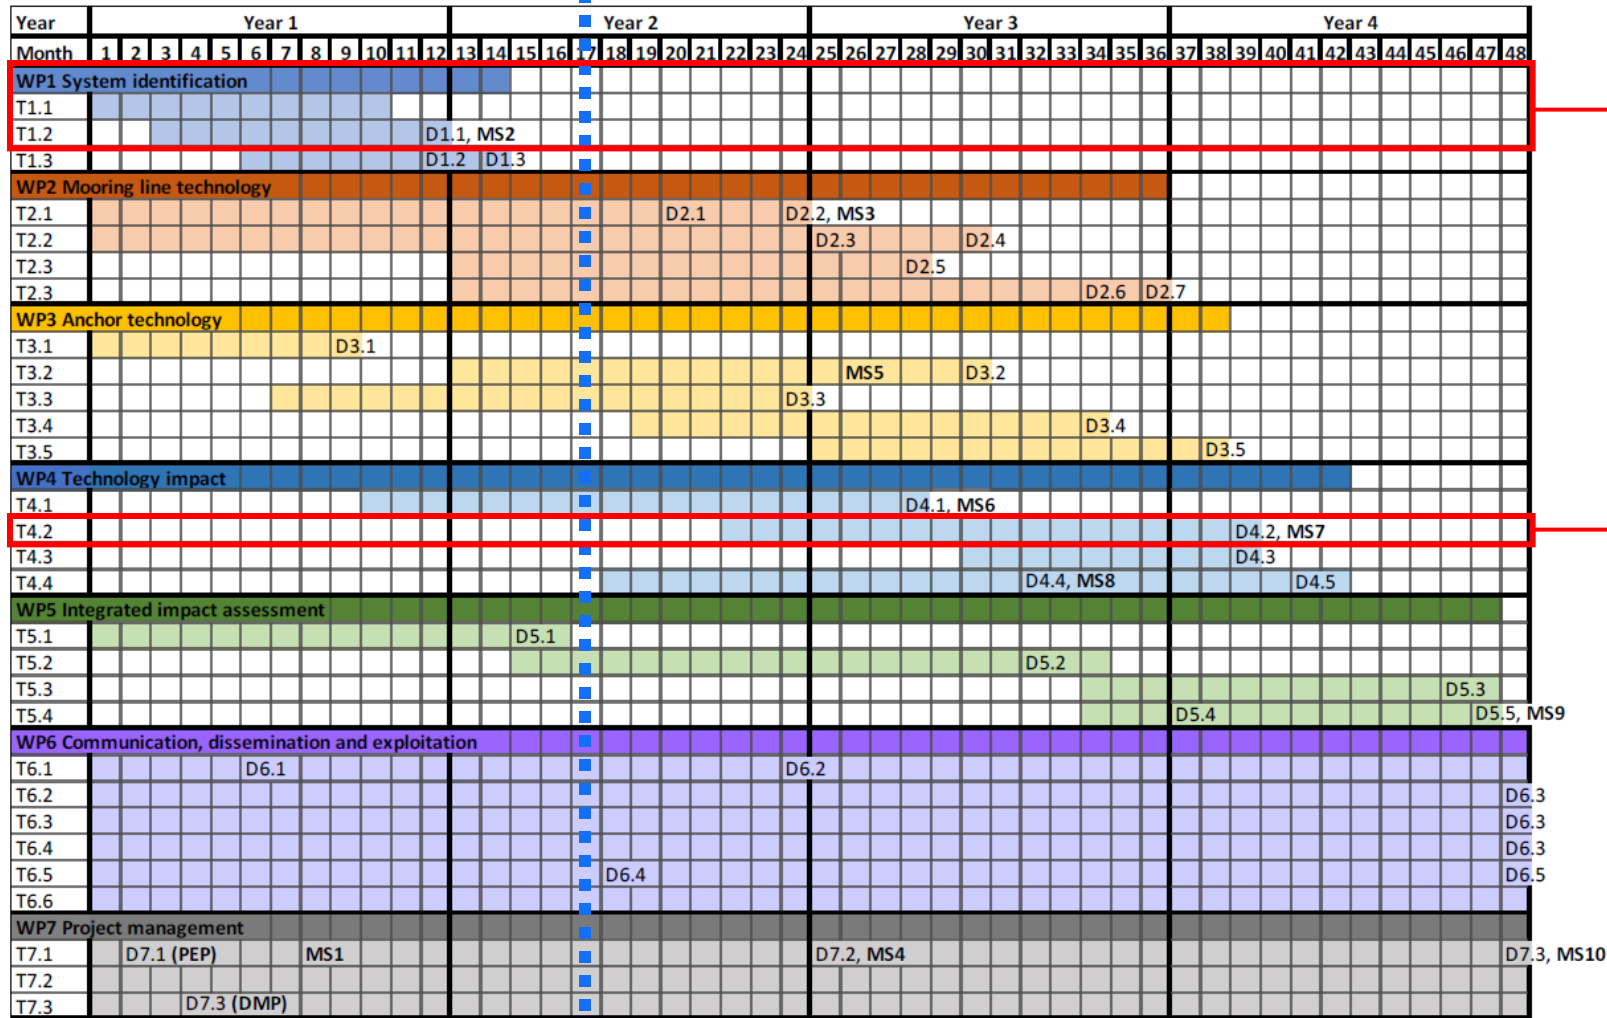 Year Year 1 Year 2 Year 3 Year 4
Month 1 2 3 4 5 6 7 8 9 10 11 12 13 14 15 16 17 18 19 20 21 22 23 24 25 26 27 28 29 30 31 32 33 34 35 36 37 38 39 40 41 42 43 44 45 46 47 48
WP1 System identification
T1.1
T1.2 D1.1, MS2
T1.3 D1.2 D1.3
WP2 Mooring line technology
T2.1 D2.1 D2.2, MS3
T2.2 D2.3 D2.4
T2.3 D2.5
T2.3 D2.6 D2.7
WP3 Anchor technology
T3.1 D3.1
T3.2 MS5 D3.2
T3.3 D3.3
T3.4 D3.4
T3.5 D3.5
WP4 Technology impact
T4.1 D4.1, MS6
T4.2 D4.2, MS7
T4.3 D4.3
T4.4 D4.4, MS8 D4.5
WP5 Integrated impact assessment
T5.1 D5.1
T5.2 D5.2
T5.3 D5.3
T5.4 D5.4 D5.5, MS9
WP6 Communication, dissemination and exploitation
T6.1 D6.1 D6.2
T6.2 D6.3
T6.3 D6.3
T6.4 D6.3
T6.5 D6.4 D6.5
T6.6
WP7 Project management
T7.1 D7.1 (PEP) MS1 D7.2, MS4 D7.3, MS10
T7.2
T7.3 D7.3 (DMP)